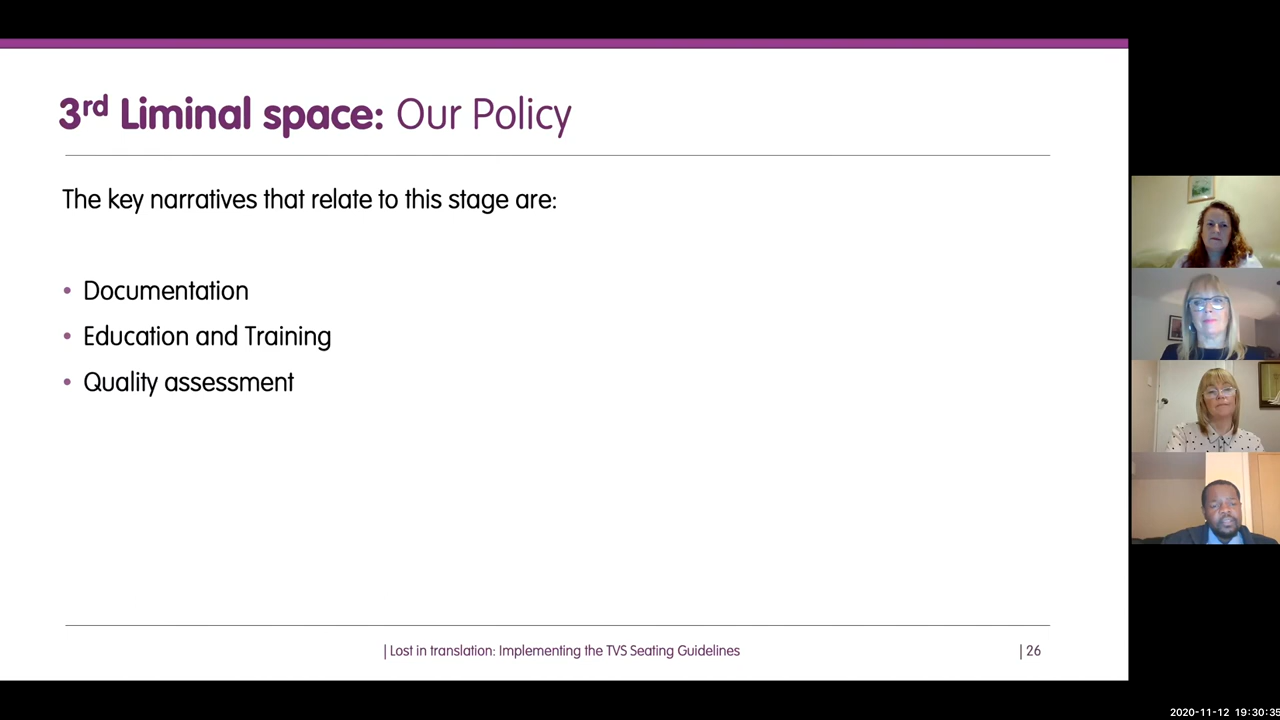 3rd Liminal space: Our Policy
The key narratives that relate to this stage are:
• Documentation
• Education and Training
• Quality assessment
| Lost in translation: Implementing the TVS Seating Guidelines
| 26
2020-11-12 19:30:35